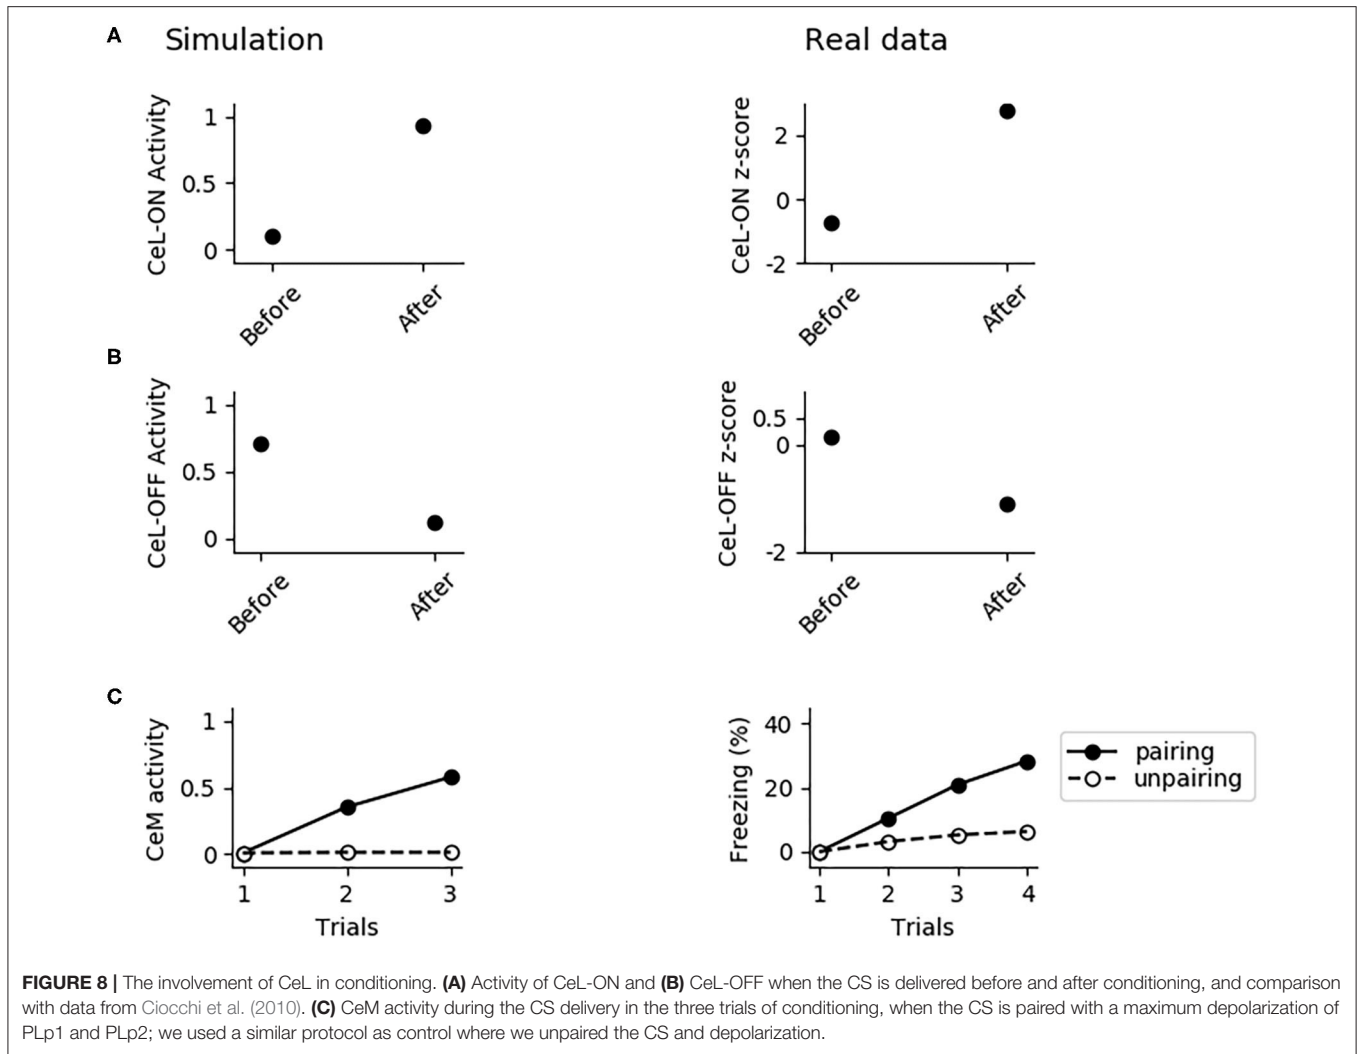 A Simulation Real data
1
0.5
0
CeL-ON Activity
Before
After
2
0
-2
CeL-ON z-score
Before
After
B
1
0.5
0
CeL-OFF Activity
Before
After
0.5
0
-2
CeL-OFF z-score
Before
After
C
1
0.5
0
CeM activity
1 2 3
Trials
40
20
0
Freezing (%)
1 2 3 4
Trials
pairing
unpairing
FIGURE 8 | The involvement of CeL in conditioning. (A) Activity of CeL-ON and (B) CeL-OFF when the CS is delivered before and after conditioning, and comparison
with data from Ciocchi et al. (2010). (C) CeM activity during the CS delivery in the three trials of conditioning, when the CS is paired with a maximum depolarization of
PLp1 and PLp2; we used a similar protocol as control where we unpaired the CS and depolarization.